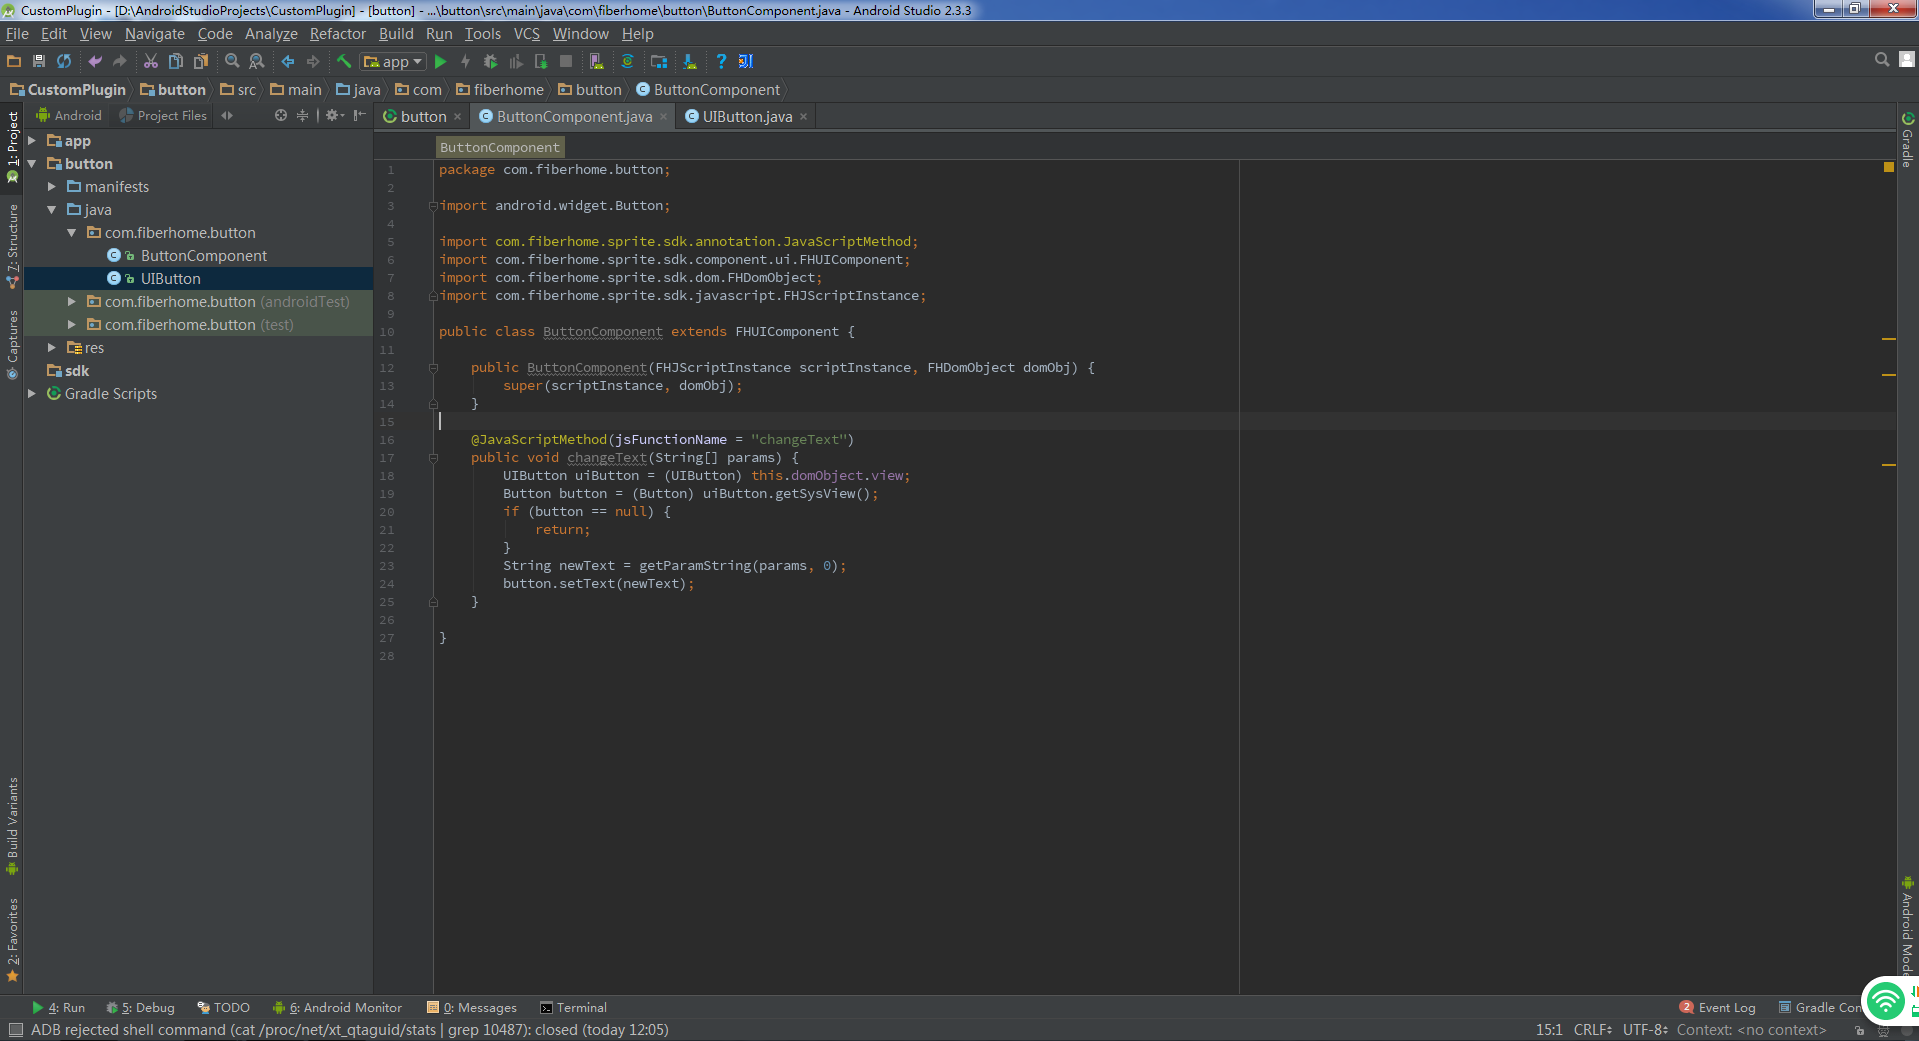 CustomPlugin - [D:\AndroidStudioProjects\CustomPlugin] - [button] - ...\button\src\main\java\com\fiberhome\button\ButtonComponent.java - Android Studio 2.3.3
File Edit View Navigate Code Analyze Refactor Build Run Tools VCS Window Help
app
CustomPlugin button src main java com fiberhome button ButtonComponent
Android Project Files
button ButtonComponent.java UIButton.java
ButtonComponent
1: Project
7: Structure
Captures
Build Variants
2: Favorites
app
button
manifests
java
com.fiberhome.button
ButtonComponent
UIButton
com.fiberhome.button (androidTest)
com.fiberhome.button (test)
res
sdk
Gradle Scripts
1 package com.fiberhome.button;
2
3 import android.widget.Button;
4
5 import com.fiberhome.sprite.sdk.annotation.JavaScriptMethod;
6 import com.fiberhome.sprite.sdk.component.ui.FHUIComponent;
7 import com.fiberhome.sprite.sdk.dom.FHDomObject;
8 import com.fiberhome.sprite.sdk.javascript.FHJScriptInstance;
9
10 public class ButtonComponent extends FHUIComponent {
11
12 public ButtonComponent(FHJScriptInstance scriptInstance, FHDomObject domObj) {
13 super(scriptInstance, domObj);
14 }
15
16 @JavaScriptMethod(jsFunctionName = "changeText")
17 public void changeText(String[] params) {
18 UIButton uiButton = (UIButton) this.domObject.view;
19 Button button = (Button) uiButton.getSysView();
20 if (button == null) {
21 return;
22 }
23 String newText = getParamString(params, 0);
24 button.setText(newText);
25 }
26
27 }
28
Gradle
Android Mode
4: Run 5: Debug TODO 6: Android Monitor 0: Messages Terminal 2 Event Log Gradle Con
ADB rejected shell command (cat /proc/net/xt_qtaguid/stats | grep 10487): closed (today 12:05) 15:1 CRLF UTF-8 Context: <no context>